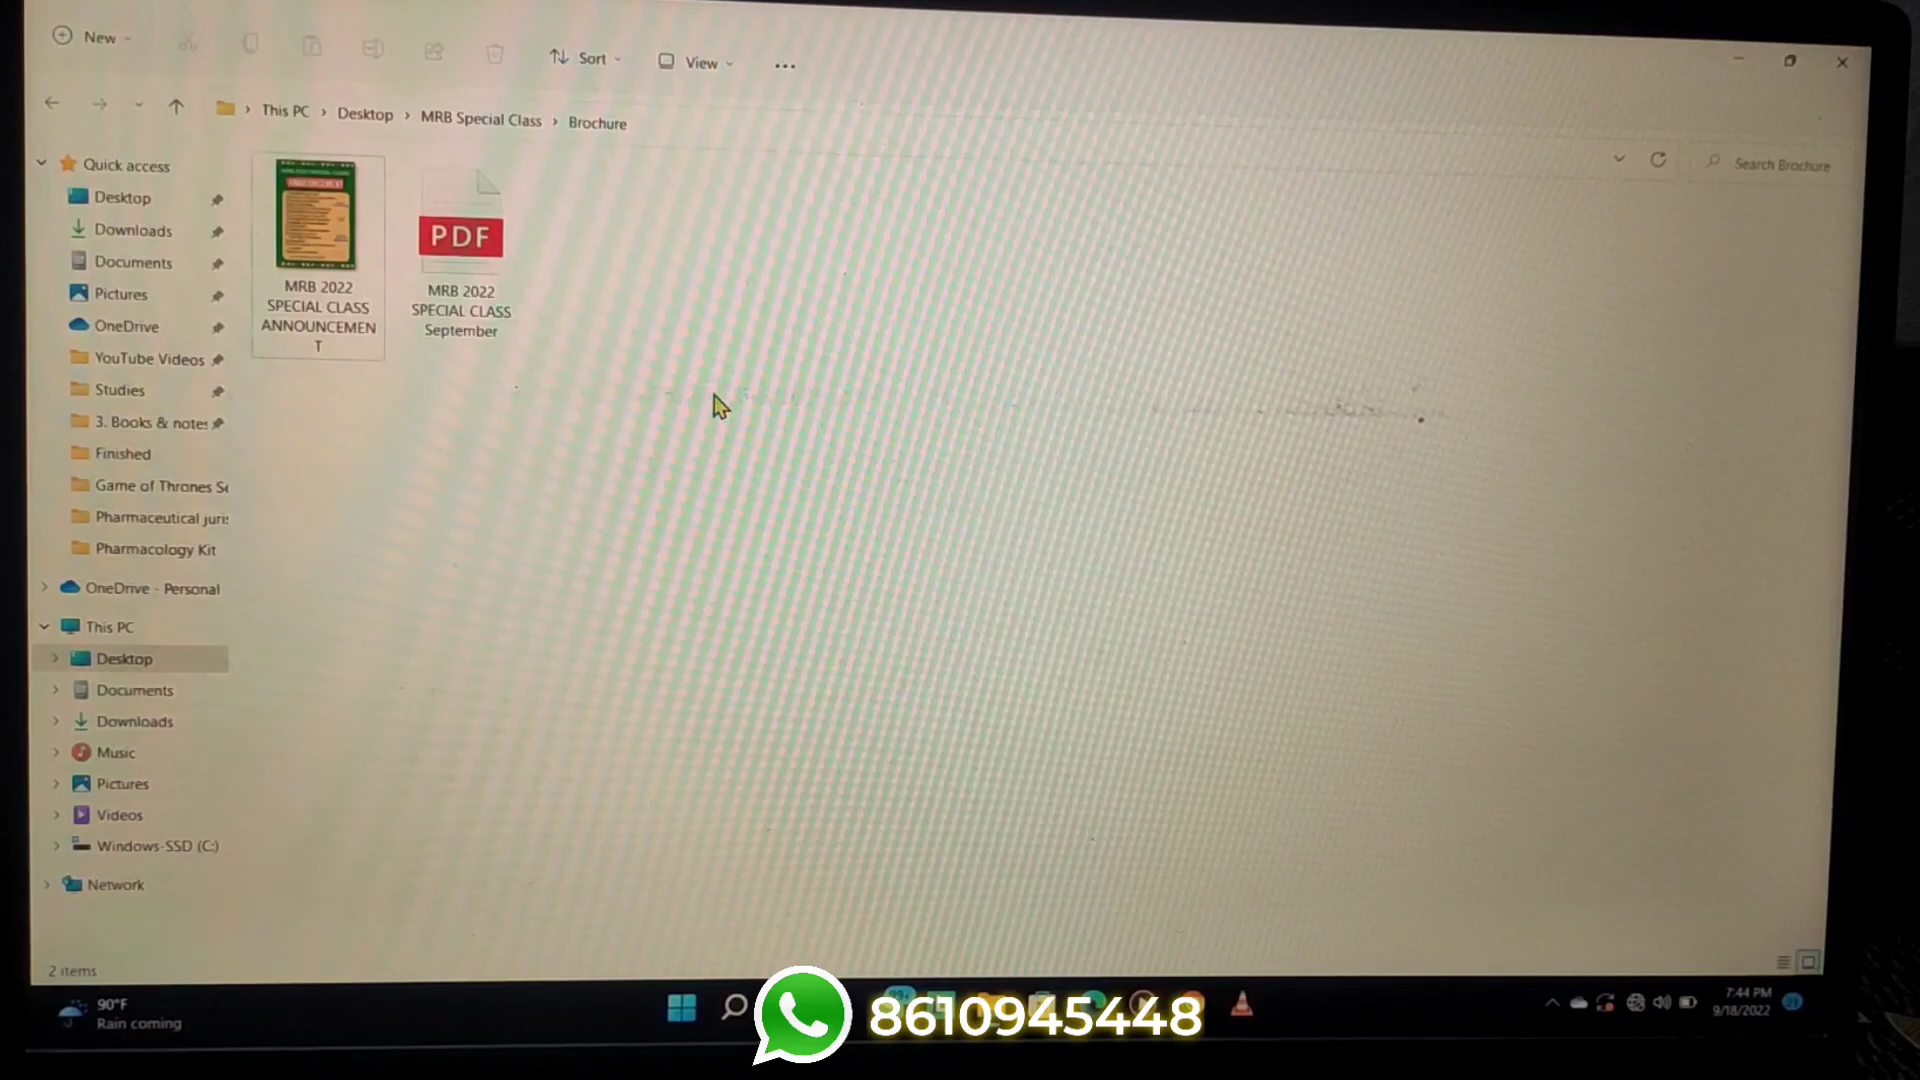 New
Sort
View
This PC
Desktop
MRB Special Class
Brochure
Search Brochure
Quick access
Desktop
Downloads
Documents
Pictures
OneDrive
YouTube Videos
Studies
3. Books & notes
Finished
Game of Thrones Se
Pharmaceutical juris
Pharmacology Kit
OneDrive - Personal
This PC
Desktop
Documents
Downloads
Music
Pictures
Videos
Windows-SSD (C:)
Network
ANNOUNCEMENT
MRB 2022
SPECIAL CLASS
ANNOUNCEMEN
T
PDF
MRB 2022
SPECIAL CLASS
September
2 items
90°F
Rain coming
99+
8610945448
7:44 PM
9/18/2022